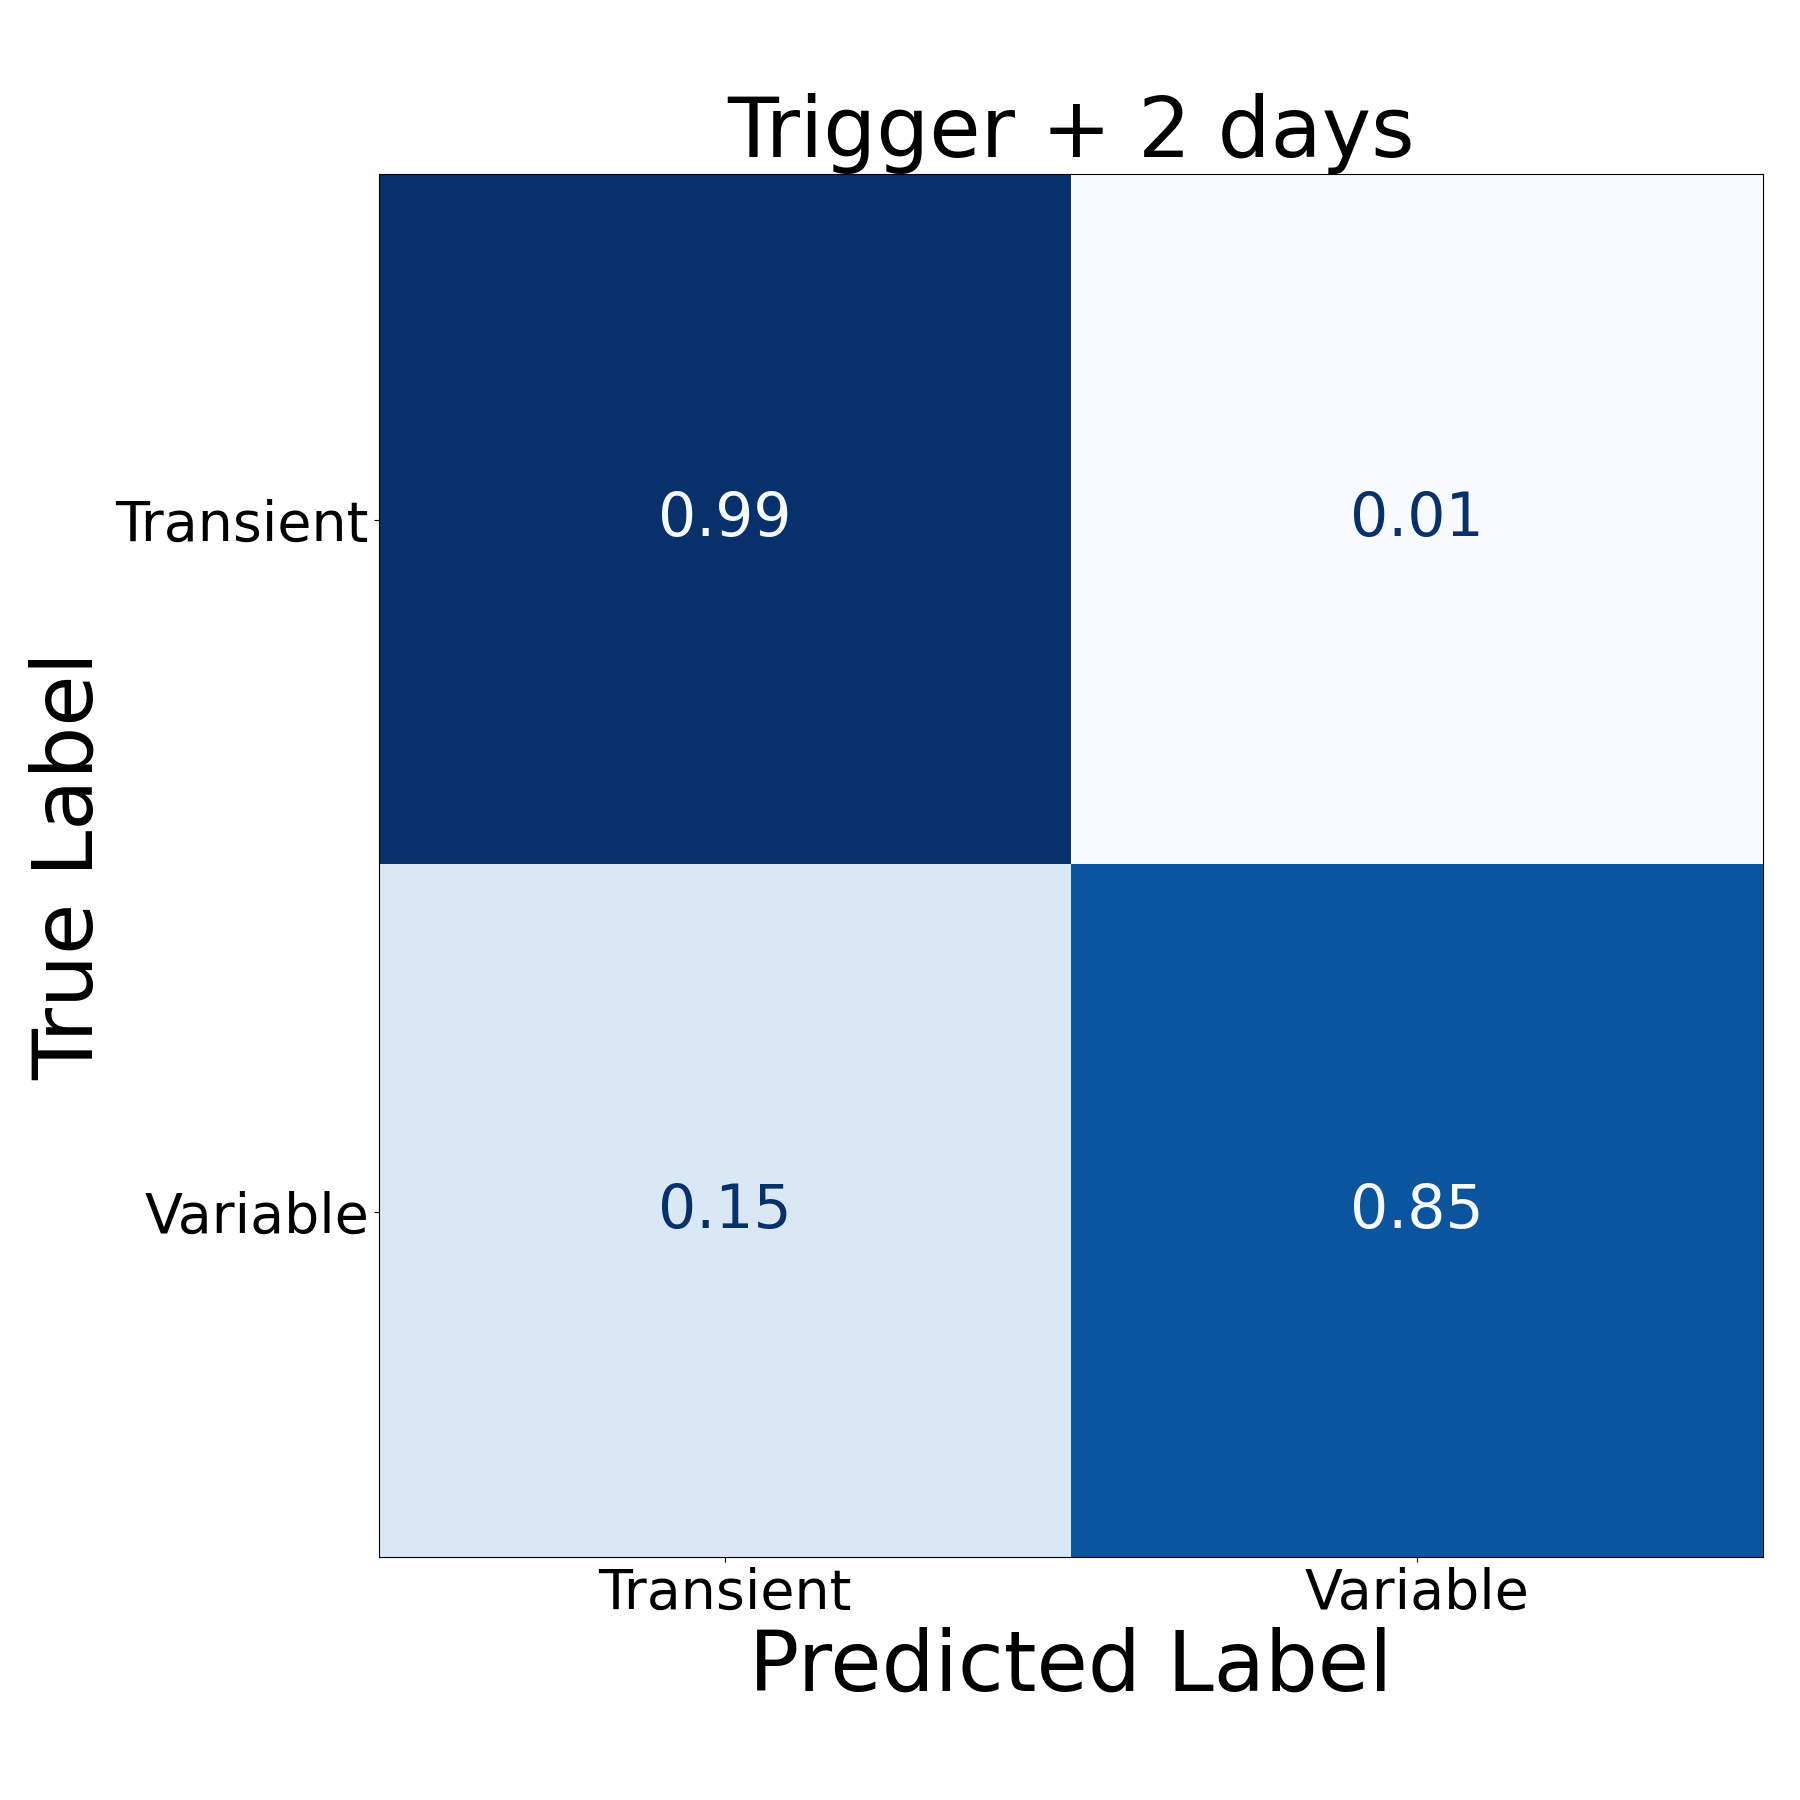 Trigger + 2 days
True Label
Transient
0.99
0.01
Variable
0.15
0.85
Transient
Variable
Predicted Label